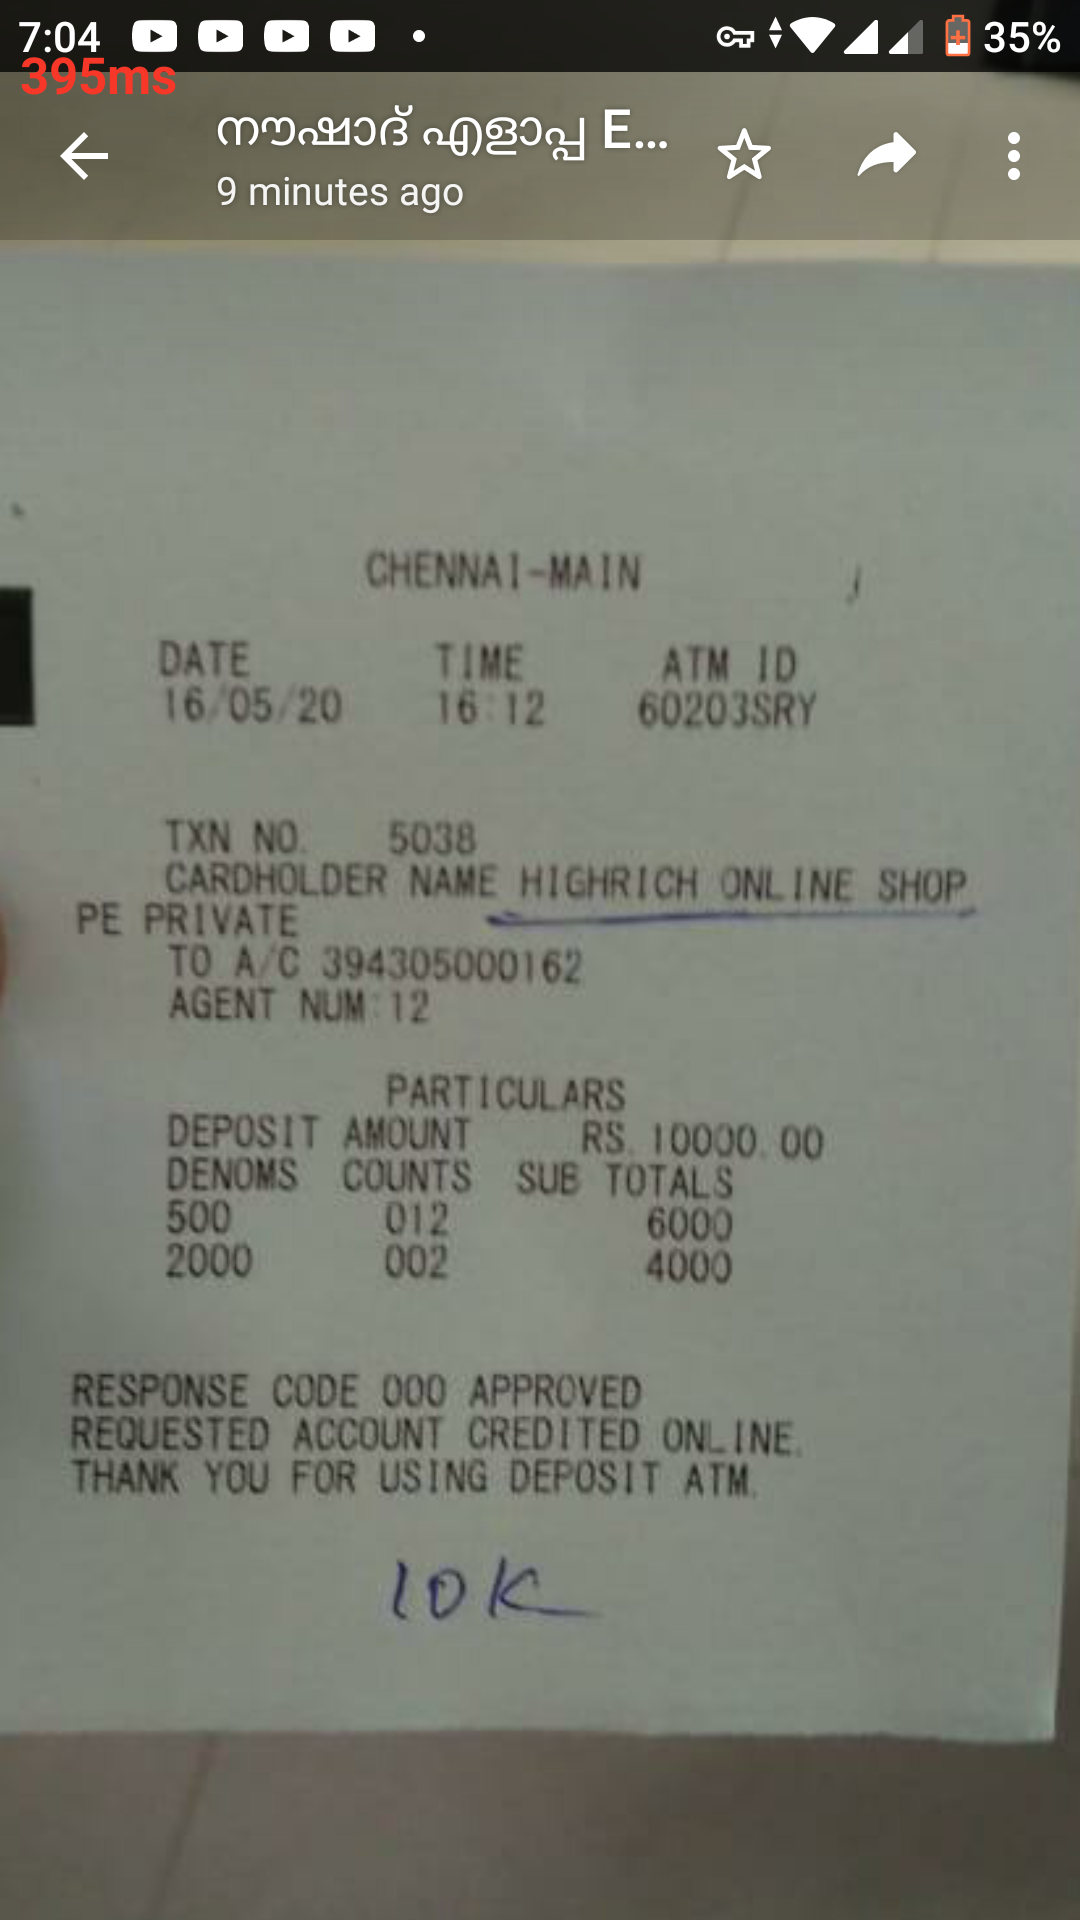 7:04 35%
395ms
നൗഷാദ് എളാപ്പ E...
9 minutes ago
CHENNAI-MAIN
DATE TIME ATM ID
16/05/20 16:12 60203SRY
TXN NO. 5038
CARDHOLDER NAME HIGHRICH ONLINE SHOP
PE PRIVATE
TO A/C 394305000162
AGENT NUM:12
PARTICULARS
DEPOSIT AMOUNT RS.10000.00
DENOMS COUNTS SUB TOTALS
500 012 6000
2000 002 4000
RESPONSE CODE 000 APPROVED
REQUESTED ACCOUNT CREDITED ONLINE.
THANK YOU FOR USING DEPOSIT ATM.
10K